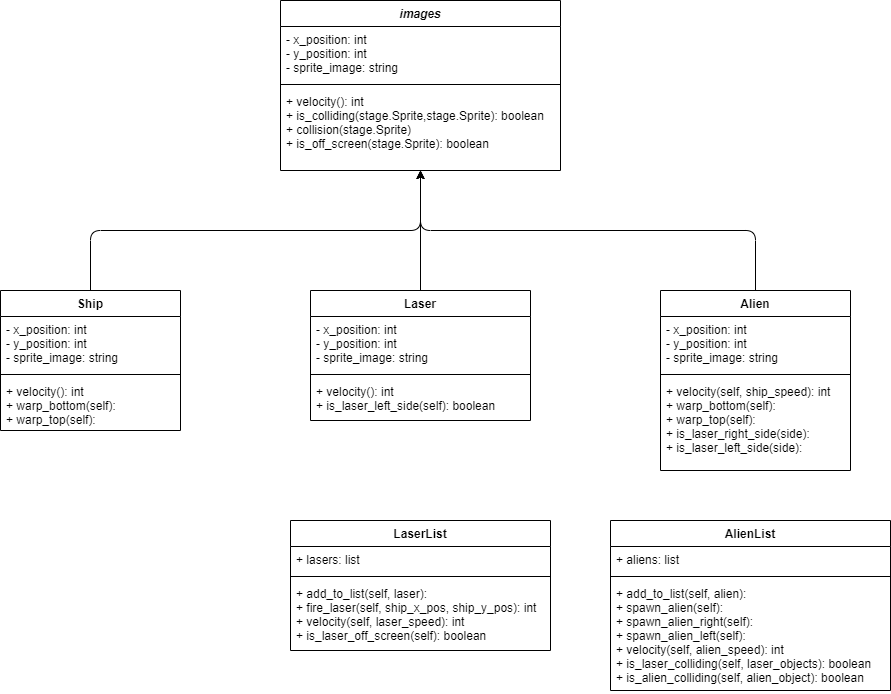 images
- x_position: int
- y_position: int
- sprite_image: string
+ velocity(): int
+ is_colliding(stage.Sprite,stage.Sprite): boolean
+ collision(stage.Sprite)
+ is_off_screen(stage.Sprite): boolean
Ship
- x_position: int
- y_position: int
- sprite_image: string
+ velocity(): int
+ warp_bottom(self):
+ warp_top(self):
Laser
- x_position: int
- y_position: int
- sprite_image: string
+ velocity(): int
+ is_laser_left_side(self): boolean
Alien
- x_position: int
- y_position: int
- sprite_image: string
+ velocity(self, ship_speed): int
+ warp_bottom(self):
+ warp_top(self):
+ is_laser_right_side(side):
+ is_laser_left_side(side):
LaserList
+ lasers: list
+ add_to_list(self, laser):
+ fire_laser(self, ship_x_pos, ship_y_pos): int
+ velocity(self, laser_speed): int
+ is_laser_off_screen(self): boolean
AlienList
+ aliens: list
+ add_to_list(self, alien):
+ spawn_alien(self):
+ spawn_alien_right(self):
+ spawn_alien_left(self):
+ velocity(self, alien_speed): int
+ is_laser_colliding(self, laser_objects): boolean
+ is_alien_colliding(self, alien_object): boolean